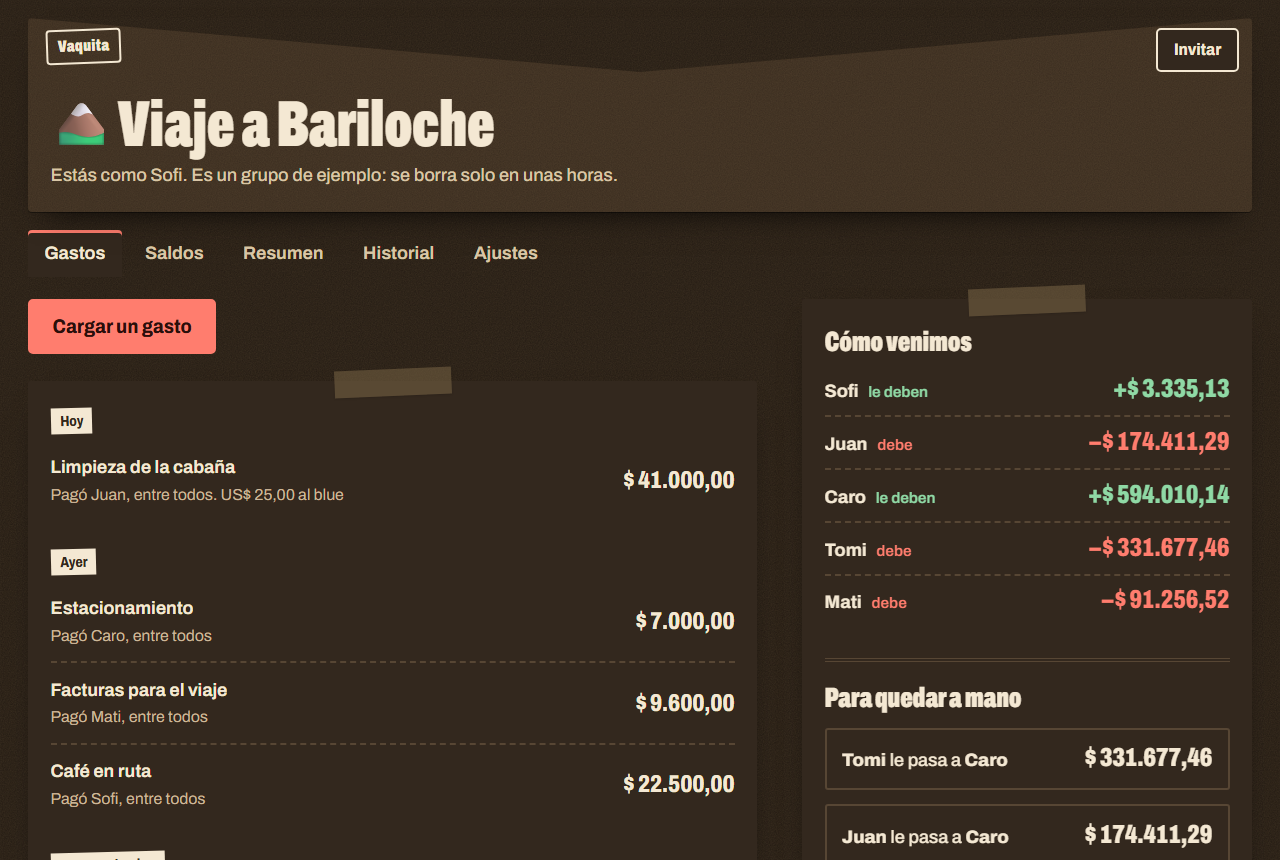 Vaquita
Invitar
Viaje a Bariloche
Estás como Sofi. Es un grupo de ejemplo: se borra solo en unas horas.
Gastos Saldos Resumen Historial Ajustes
Cargar un gasto
Hoy
Limpieza de la cabaña
Pagó Juan, entre todos. US$ 25,00 al blue
$ 41.000,00
Ayer
Estacionamiento
Pagó Caro, entre todos
$ 7.000,00
Facturas para el viaje
Pagó Mati, entre todos
$ 9.600,00
Café en ruta
Pagó Sofi, entre todos
$ 22.500,00
Cómo venimos
Sofi le deben +$ 3.335,13
Juan debe −$ 174.411,29
Caro le deben +$ 594.010,14
Tomi debe −$ 331.677,46
Mati debe −$ 91.256,52
Para quedar a mano
Tomi le pasa a Caro $ 331.677,46
Juan le pasa a Caro $ 174.411,29